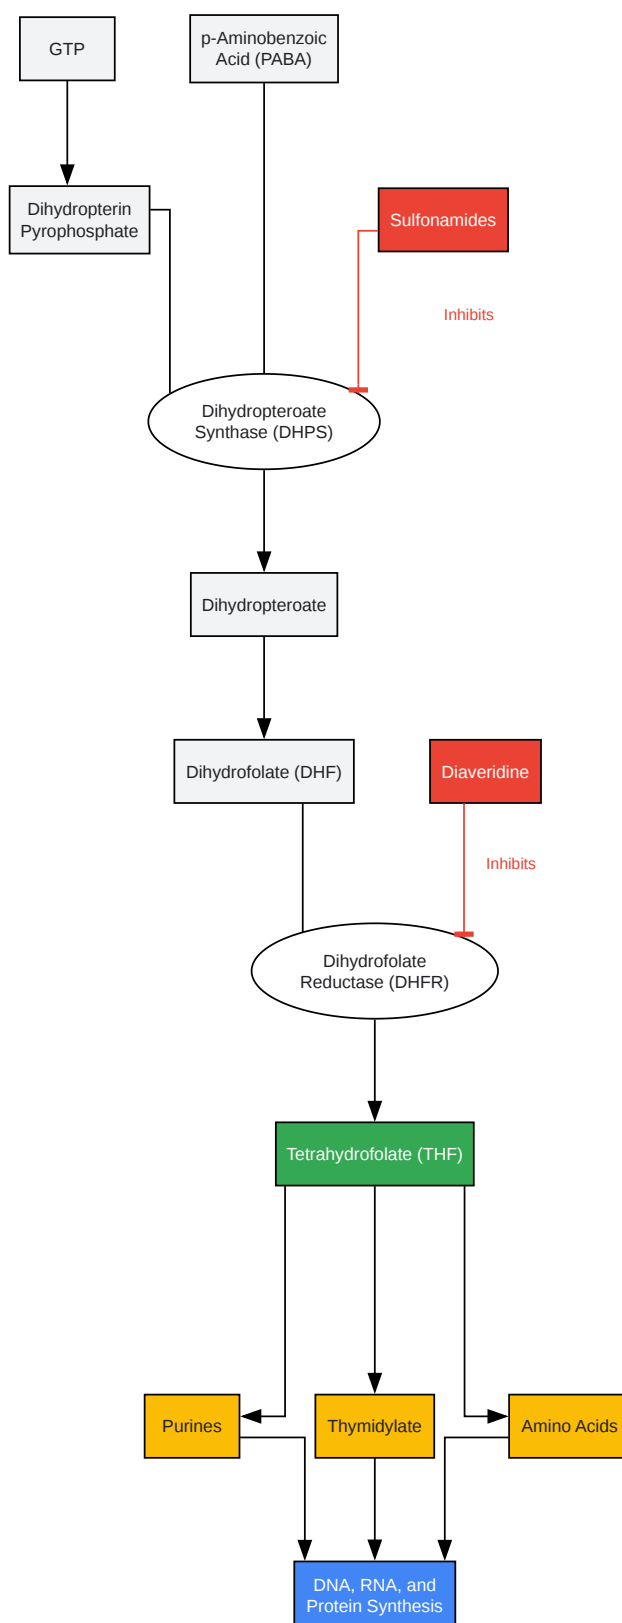 GTP
p-Aminobenzoic
Acid (PABA)
Dihydropterin
Pyrophosphate
Sulfonamides
Inhibits
Dihydropteroate
Synthase (DHPS)
Dihydropteroate
Dihydrofolate (DHF)
Diaveridine
Inhibits
Dihydrofolate
Reductase (DHFR)
Tetrahydrofolate (THF)
Purines
Thymidylate
Amino Acids
DNA, RNA, and
Protein Synthesis